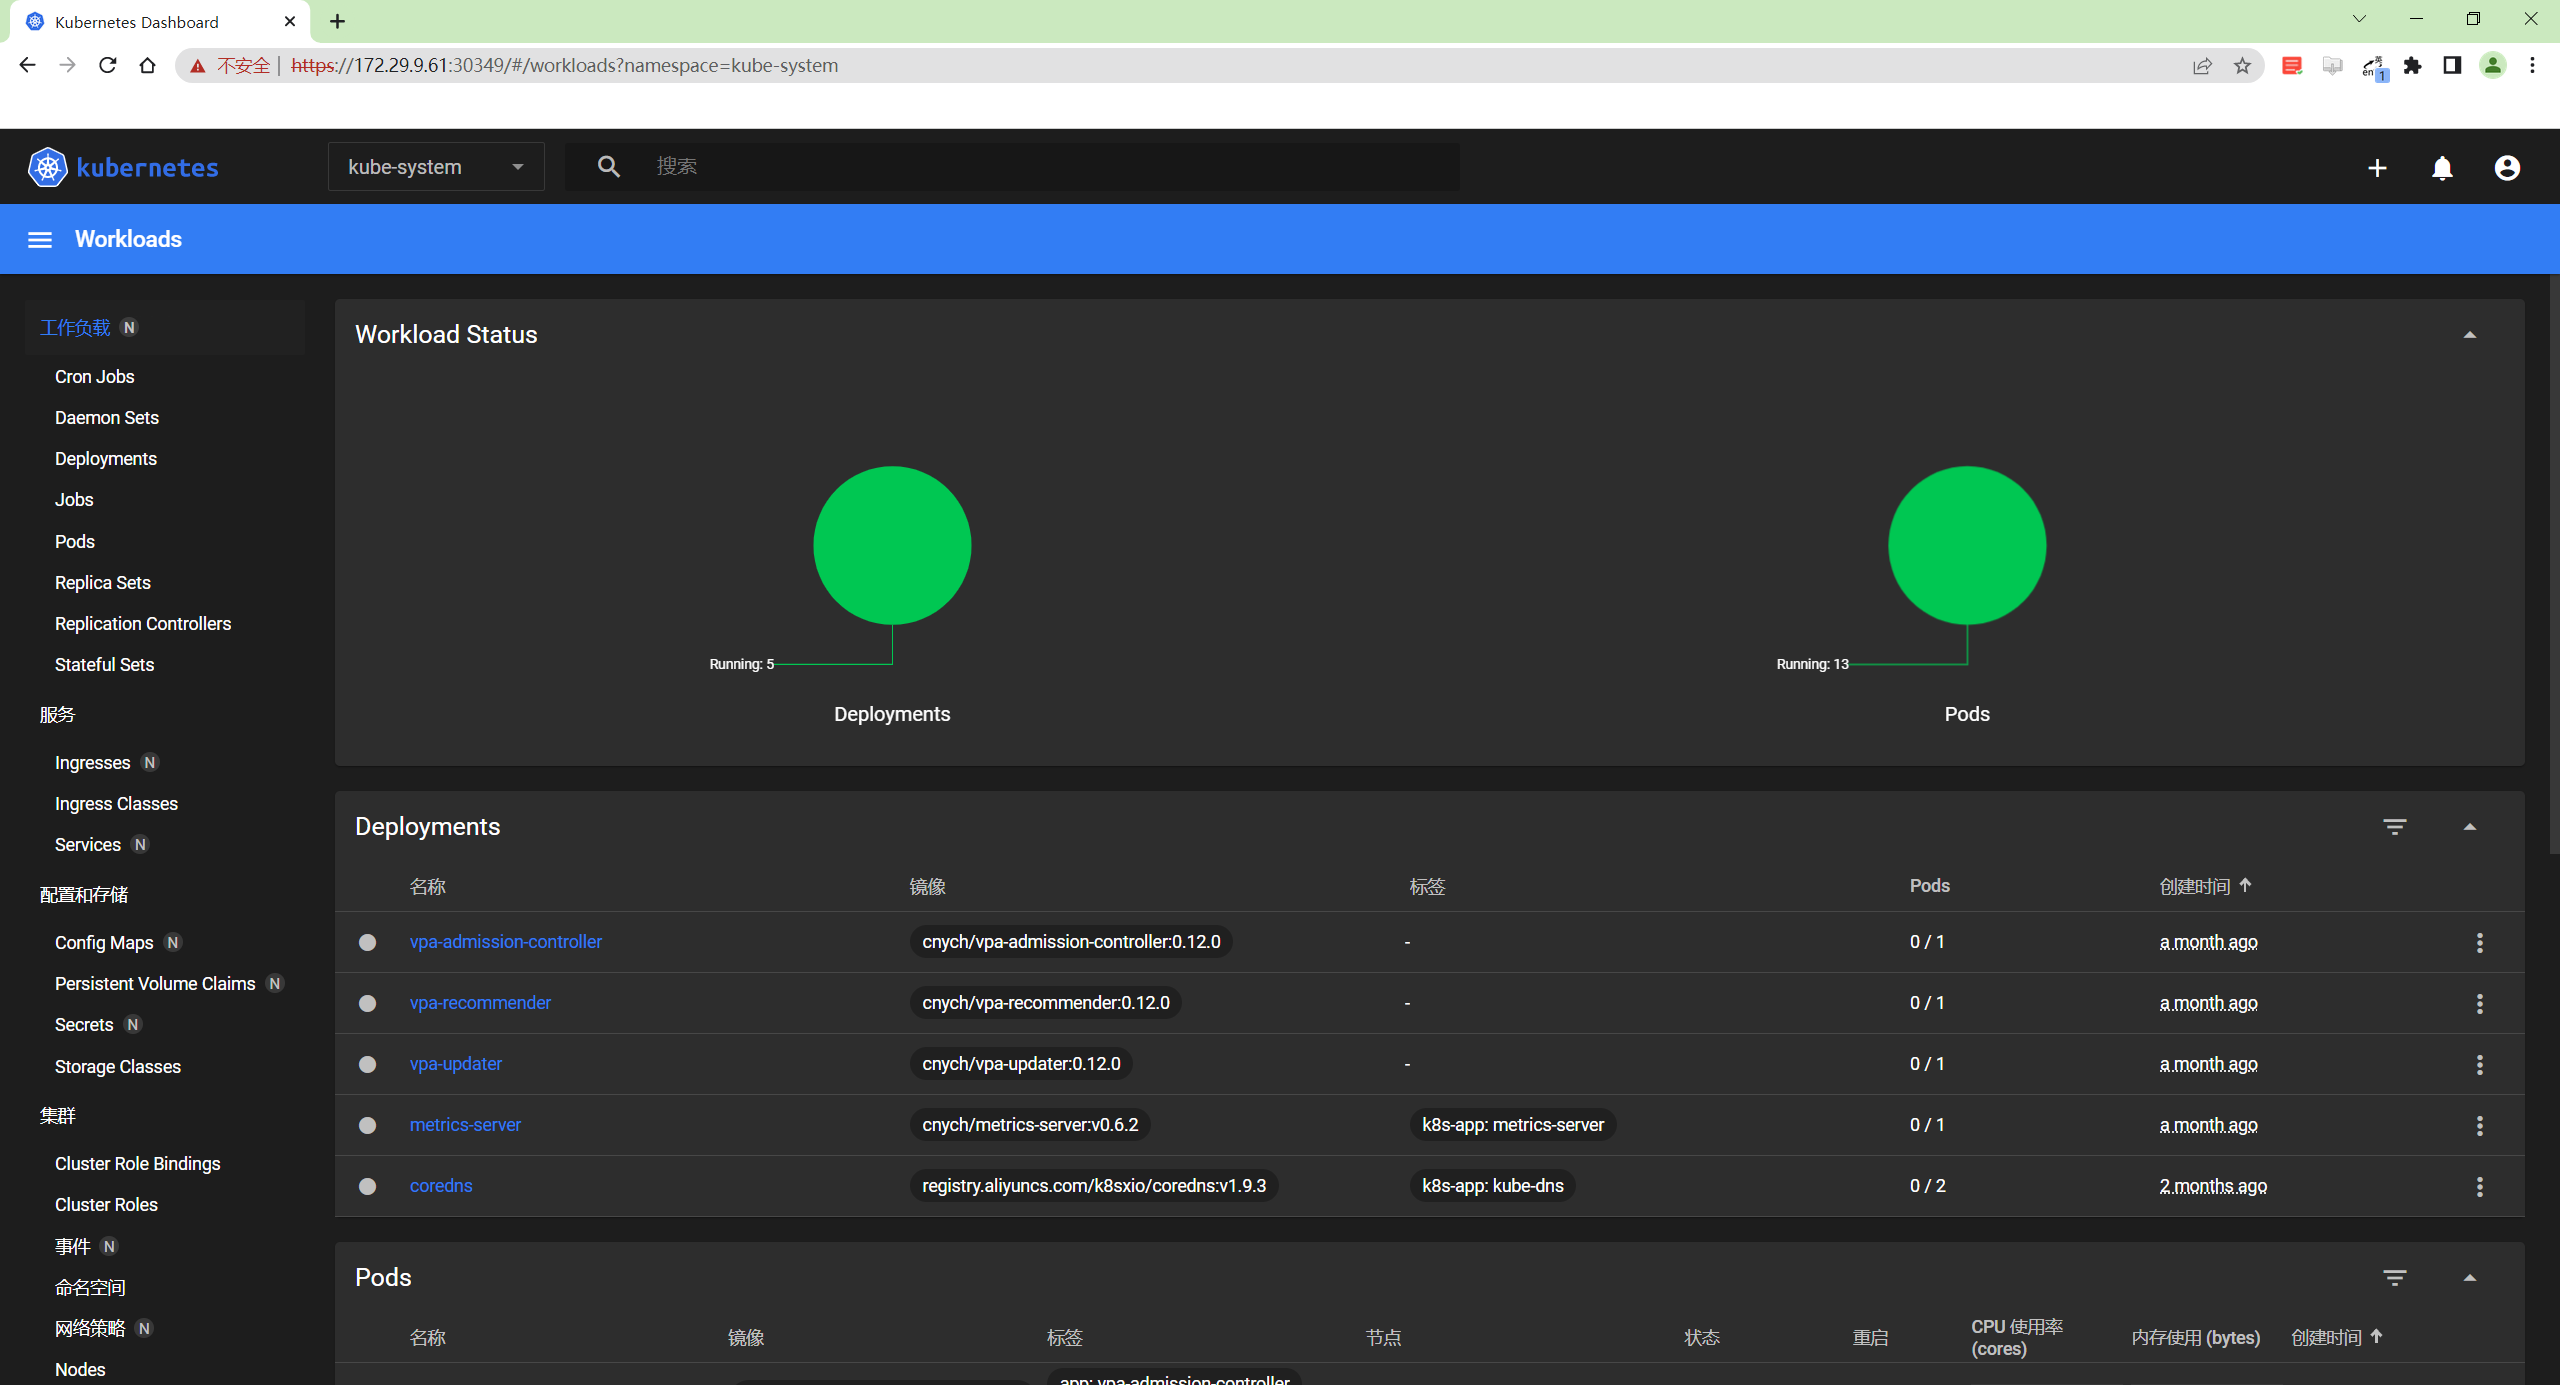 Kubernetes Dashboard
不安全 | https://172.29.9.61:30349/#/workloads?namespace=kube-system
英 en 1
kubernetes
kube-system
搜索
Workloads
工作负载 N
Cron Jobs
Daemon Sets
Deployments
Jobs
Pods
Replica Sets
Replication Controllers
Stateful Sets
服务
Ingresses N
Ingress Classes
Services N
配置和存储
Config Maps N
Persistent Volume Claims N
Secrets N
Storage Classes
集群
Cluster Role Bindings
Cluster Roles
事件 N
命名空间
网络策略 N
Nodes
Workload Status
Running: 5
Deployments
Running: 13
Pods
Deployments
名称 镜像 标签 Pods 创建时间
vpa-admission-controller cnych/vpa-admission-controller:0.12.0 - 0 / 1 a month ago
vpa-recommender cnych/vpa-recommender:0.12.0 - 0 / 1 a month ago
vpa-updater cnych/vpa-updater:0.12.0 - 0 / 1 a month ago
metrics-server cnych/metrics-server:v0.6.2 k8s-app: metrics-server 0 / 1 a month ago
coredns registry.aliyuncs.com/k8sxio/coredns:v1.9.3 k8s-app: kube-dns 0 / 2 2 months ago
Pods
名称 镜像 标签 节点 状态 重启 CPU 使用率 (cores) 内存使用 (bytes) 创建时间
app: vpa-admission-controller